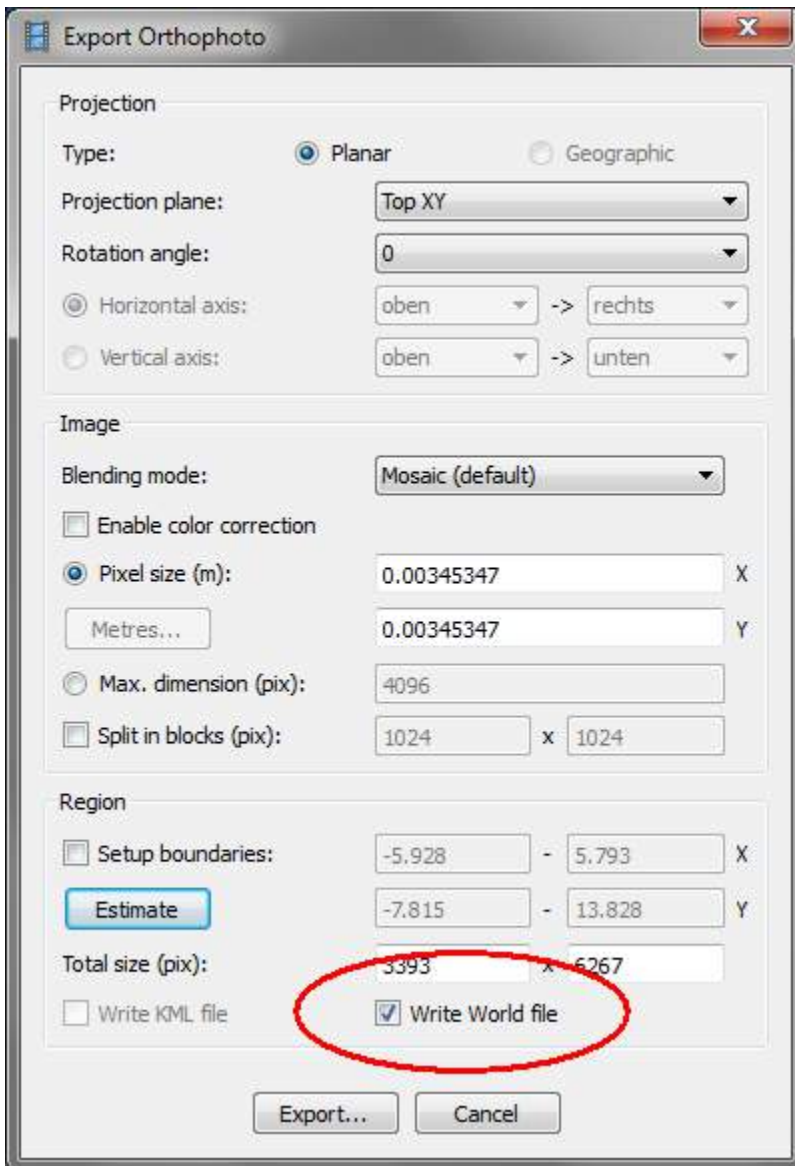 Export Orthophoto
Projection
Type: Planar Geographic
Projection plane: Top XY
Rotation angle: 0
Horizontal axis: oben -> rechts
Vertical axis: oben -> unten
Image
Blending mode: Mosaic (default)
Enable color correction
Pixel size (m): 0.00345347 X
Metres... 0.00345347 Y
Max. dimension (pix): 4096
Split in blocks (pix): 1024 x 1024
Region
Setup boundaries: -5.928 - 5.793 X
Estimate -7.815 - 13.828 Y
Total size (pix): 3393 x 6267
Write KML file Write World file
Export... Cancel